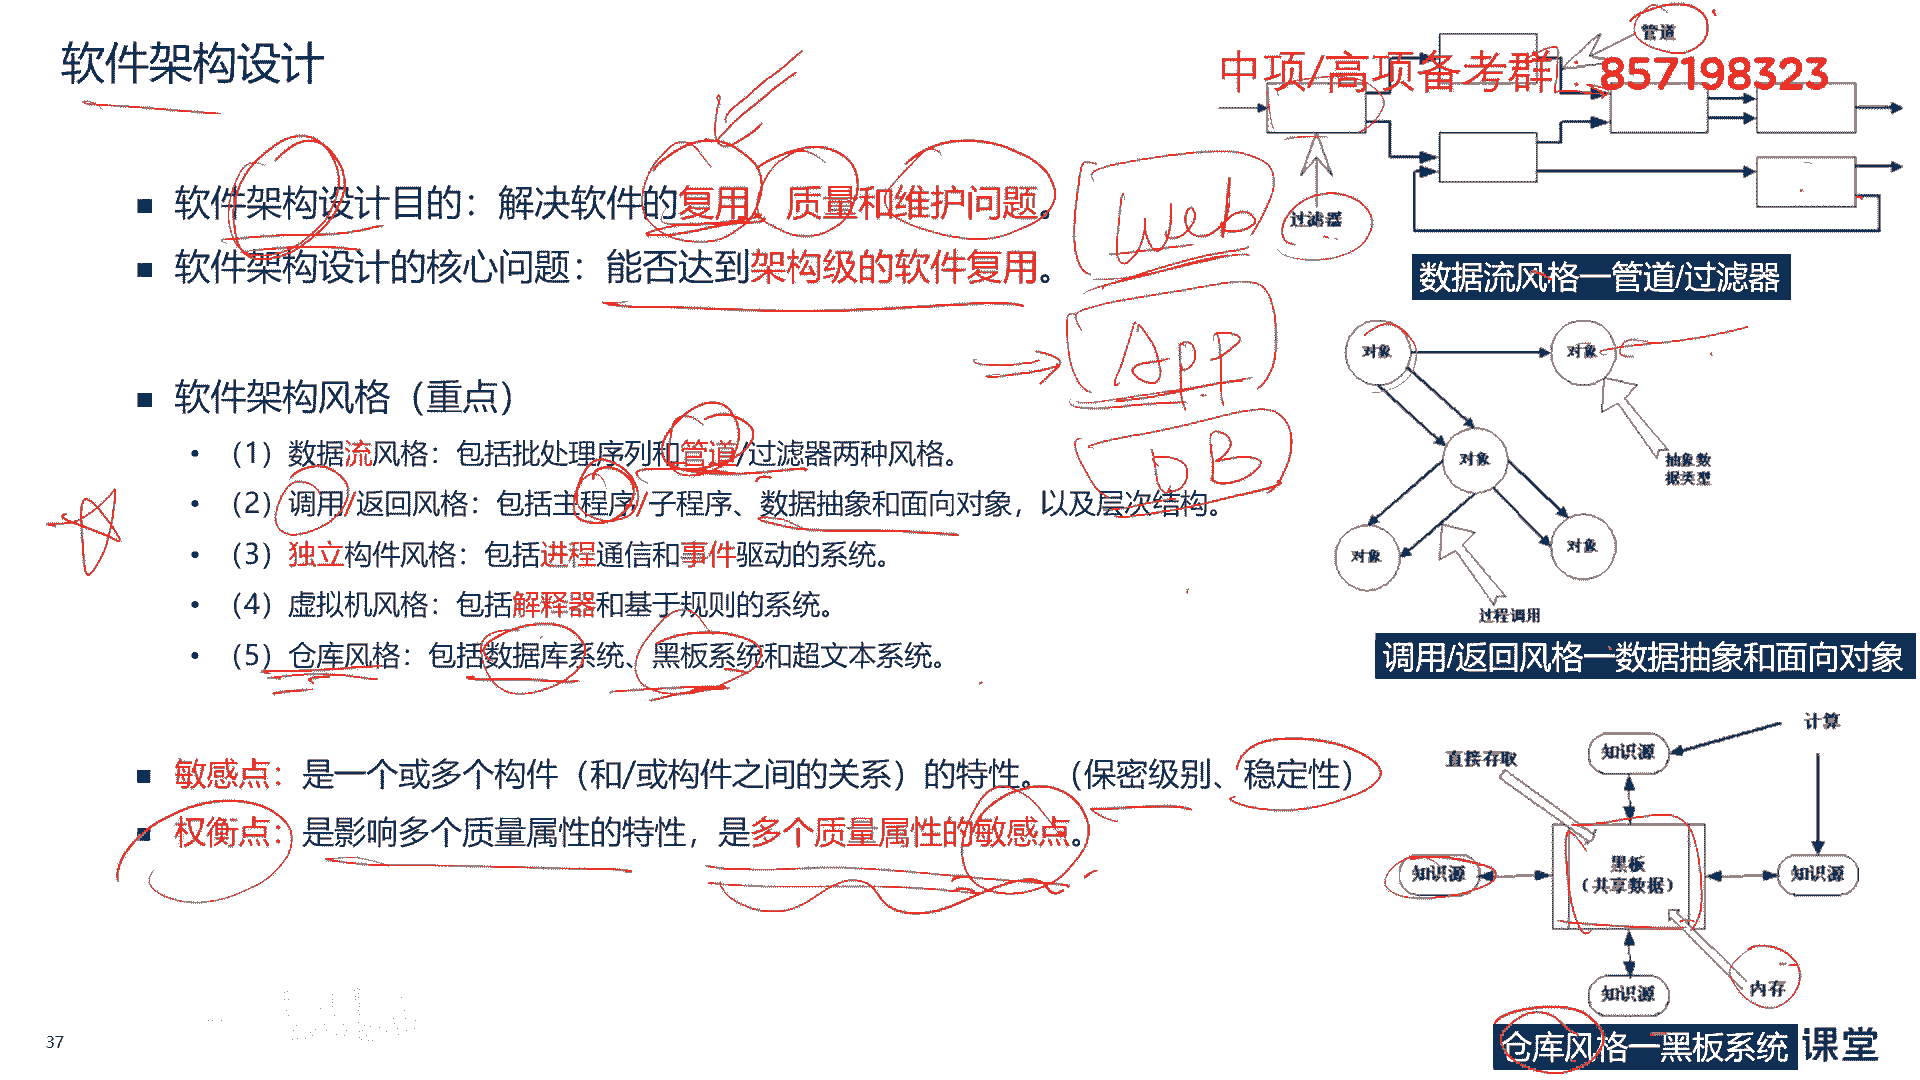 软件架构设计
中项/高项备考群：857198323
软件架构设计目的：解决软件的复用、质量和维护问题。
软件架构设计的核心问题：能否达到架构级的软件复用。
软件架构风格（重点）
（1）数据流风格：包括批处理序列和管道/过滤器两种风格。
（2）调用/返回风格：包括主程序/子程序、数据抽象和面向对象，以及层次结构。
（3）独立构件风格：包括进程通信和事件驱动的系统。
（4）虚拟机风格：包括解释器和基于规则的系统。
（5）仓库风格：包括数据库系统、黑板系统和超文本系统。
敏感点：是一个或多个构件（和/或构件之间的关系）的特性。（保密级别、稳定性）
权衡点：是影响多个质量属性的特性，是多个质量属性的敏感点。
Web
App
DB
管道
过滤器
数据流风格—管道/过滤器
对象
对象
对象
抽象数
据类型
对象
对象
过程调用
调用/返回风格—数据抽象和面向对象
计算
直接存取
知识源
知识源
黑板
（共享数据）
知识源
知识源
内存
仓库风格—黑板系统
课堂
37